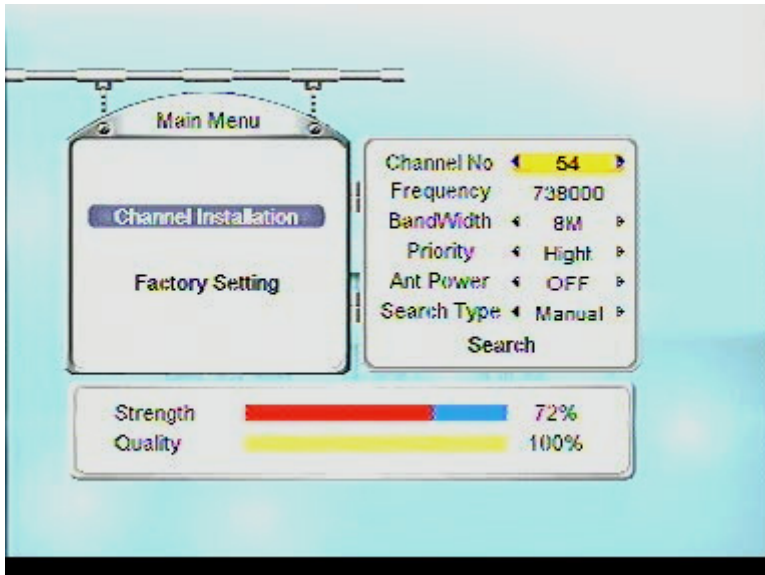 Main Menu
Channel Installation
Factory Setting
Channel No 54
Frequency 738000
BandWidth 8M
Priority Hight
Ant Power OFF
Search Type Manual
Search
Strength 72%
Quality 100%